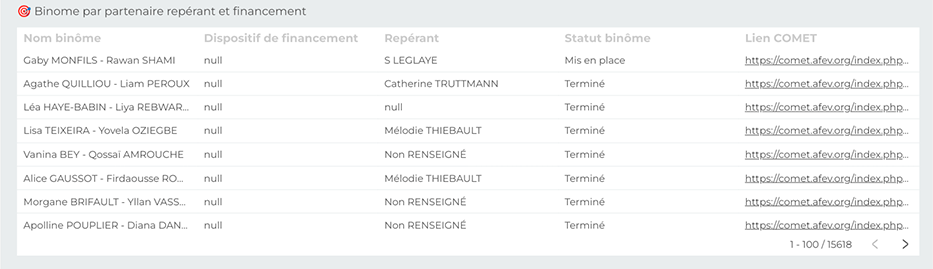 🎯 Binome par partenaire repérant et financement
Nom binôme Dispositif de financement Repérant Statut binôme Lien COMET
Gaby MONFILS - Rawan SHAMI null S LEGLAYE Mis en place https://comet.afev.org/index.php...
Agathe QUILLIOU - Liam PEROUX null Catherine TRUTTMANN Terminé https://comet.afev.org/index.php...
Léa HAYE-BABIN - Liya REBWAR... null null Terminé https://comet.afev.org/index.php...
Lisa TEIXEIRA - Yovela OZIEGBE null Mélodie THIEBAULT Terminé https://comet.afev.org/index.php...
Vanina BEY - Qossaï AMROUCHE null Non RENSEIGNÉ Terminé https://comet.afev.org/index.php...
Alice GAUSSOT - Firdaousse RO... null Mélodie THIEBAULT Terminé https://comet.afev.org/index.php...
Morgane BRIFAULT - Yllan VASS... null Non RENSEIGNÉ Terminé https://comet.afev.org/index.php...
Apolline POUPLIER - Diana DAN... null Non RENSEIGNÉ Terminé https://comet.afev.org/index.php...
1 - 100 / 15618 < >